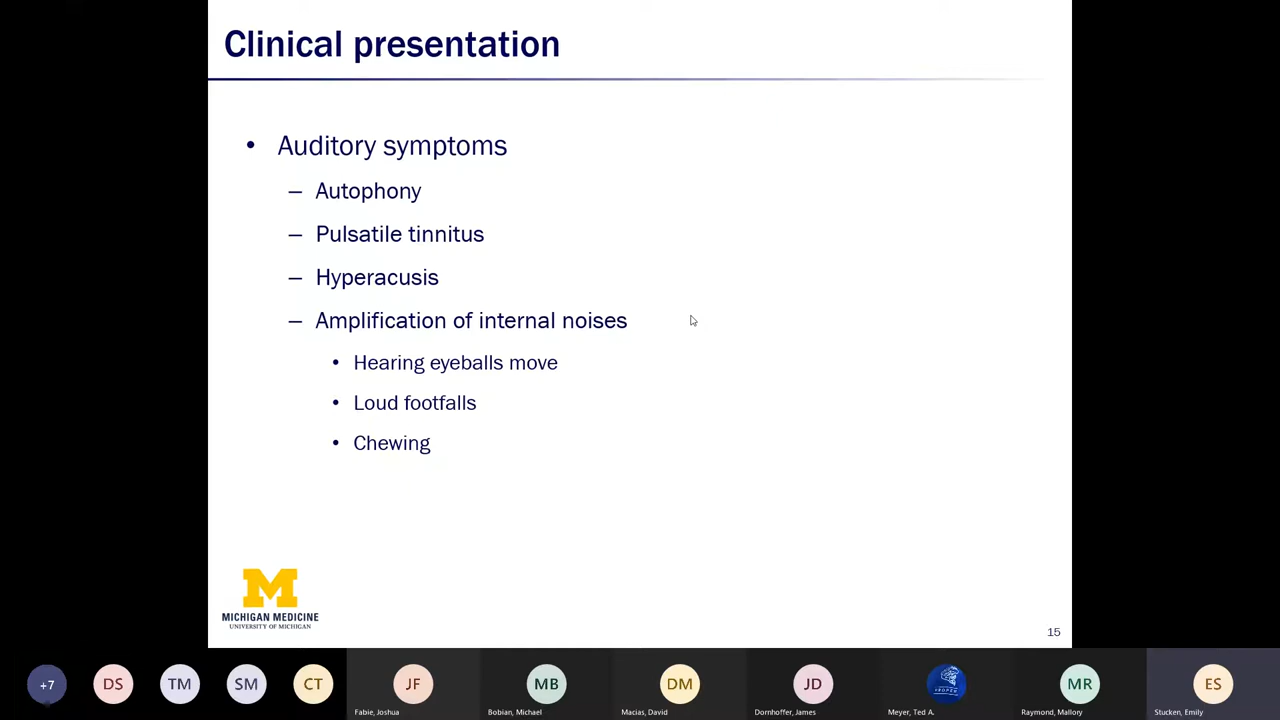 Clinical presentation
• Auditory symptoms
– Autophony
– Pulsatile tinnitus
– Hyperacusis
– Amplification of internal noises
• Hearing eyeballs move
• Loud footfalls
• Chewing
M
MICHIGAN MEDICINE
UNIVERSITY OF MICHIGAN
15
+7 DS TM SM CT JF MB DM JD MR ES
Fabie, Joshua Bobian, Michael Macias, David Dornhoffer, James Meyer, Ted A. Raymond, Mallory Stucken, Emily